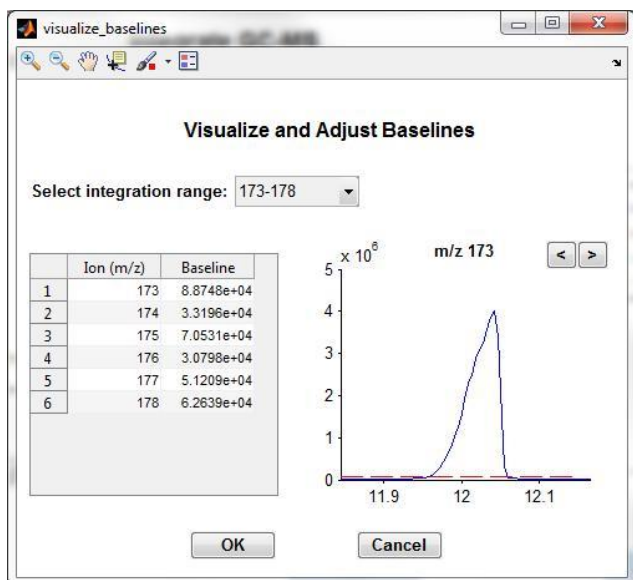 visualize_baselines
Visualize and Adjust Baselines
Select integration range: 173-178
Ion (m/z) Baseline
1 173 8.8748e+04
2 174 3.3196e+04
3 175 7.0531e+04
4 176 3.0798e+04
5 177 5.1209e+04
6 178 6.2639e+04
x 10^6 m/z 173 < >
5
4
3
2
1
0
11.9 12 12.1
OK Cancel